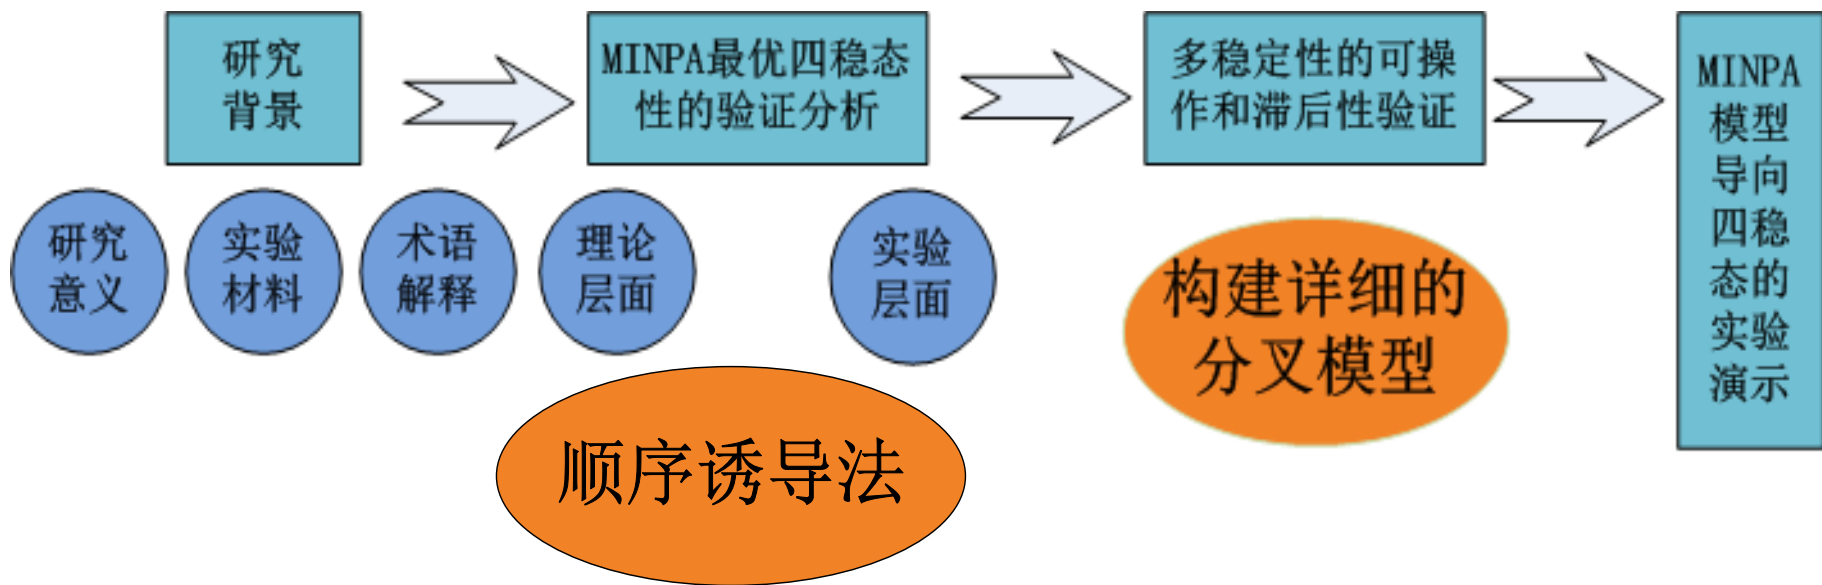 研究
背景
MINPA最优四稳态
性的验证分析
多稳定性的可操
作和滞后性验证
MINPA
模型
导向
四稳
态的
实验
演示
研究
意义
实验
材料
术语
解释
理论
层面
实验
层面
构建详细的
分叉模型
顺序诱导法